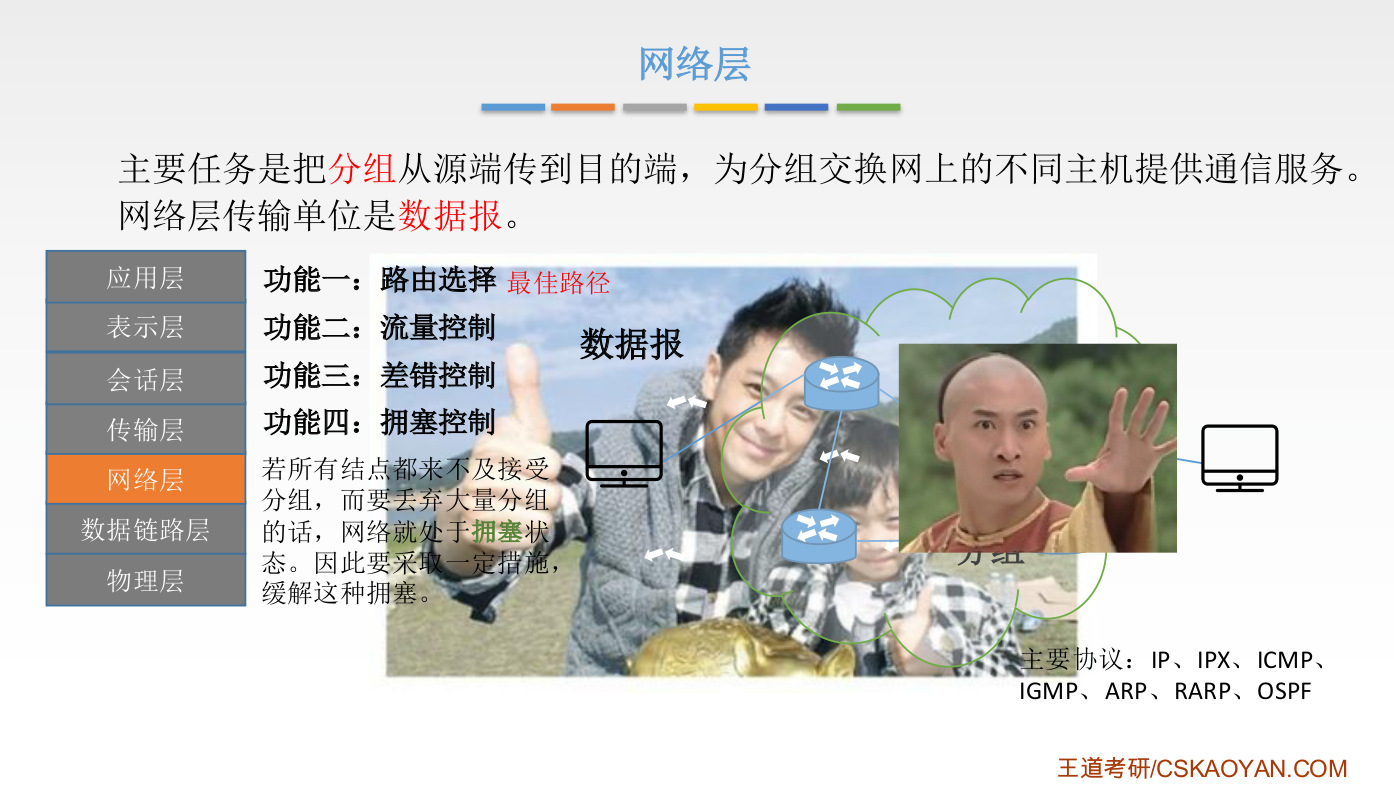 网络层
主要任务是把分组从源端传到目的端，为分组交换网上的不同主机提供通信服务。
网络层传输单位是数据报。
应用层
表示层
会话层
传输层
网络层
数据链路层
物理层
功能一：路由选择 最佳路径
功能二：流量控制
功能三：差错控制
功能四：拥塞控制
若所有结点都来不及接受
分组，而要丢弃大量分组
的话，网络就处于拥塞状
态。因此要采取一定措施，
缓解这种拥塞。
数据报
分组
主要协议：IP、IPX、ICMP、
IGMP、ARP、RARP、OSPF
王道考研/CSKAOYAN.COM